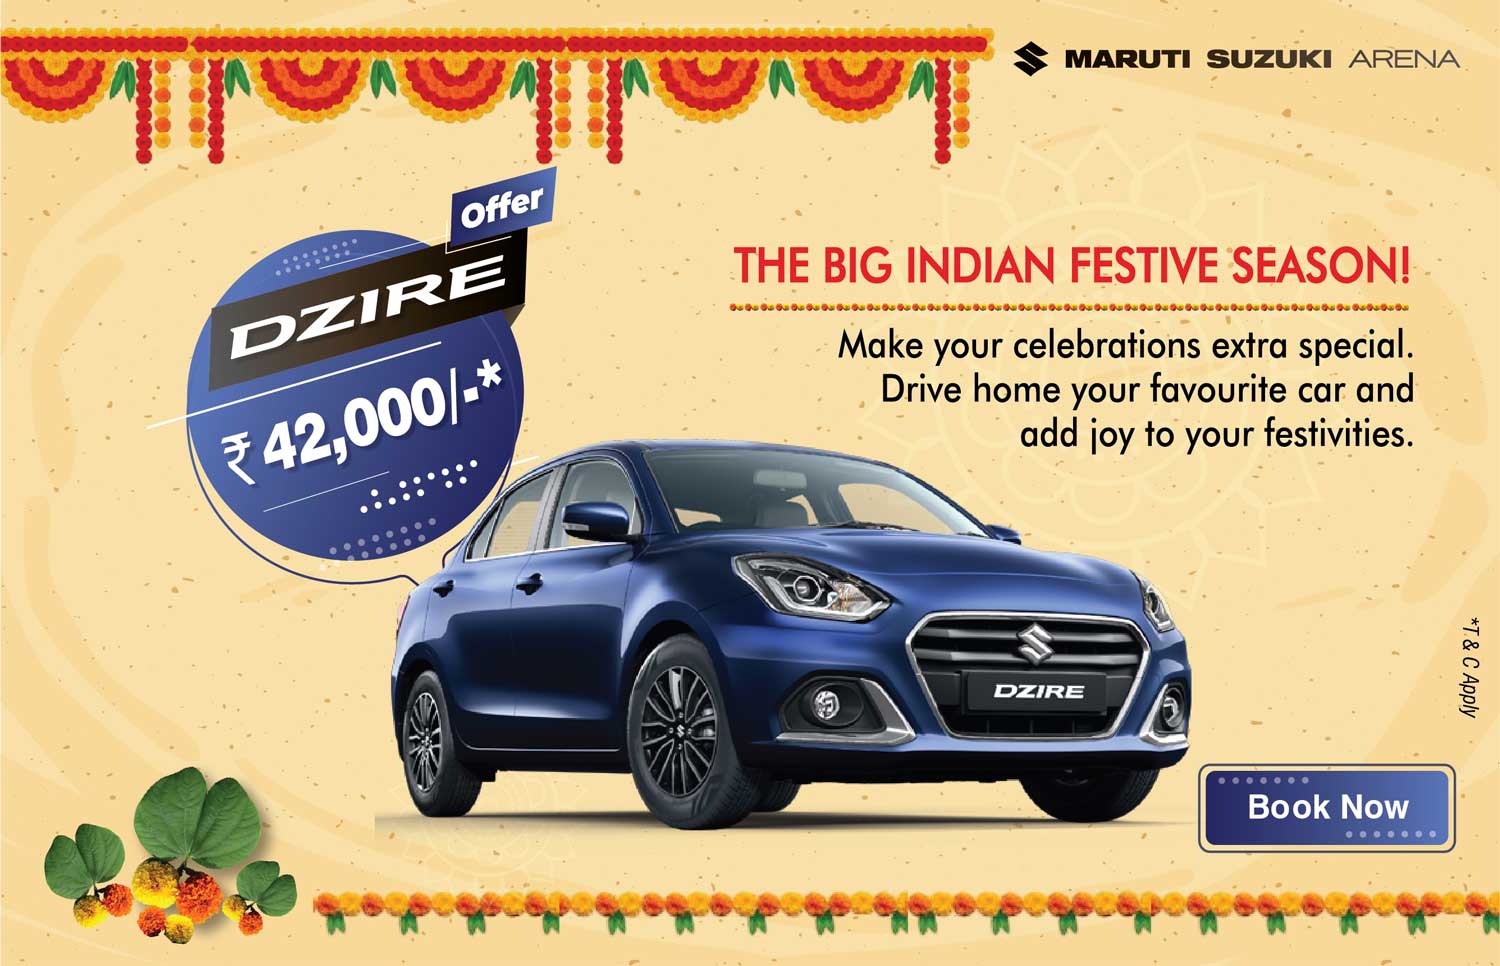 MARUTI SUZUKI ARENA
Offer
DZIRE
₹ 42,000/-*
THE BIG INDIAN FESTIVE SEASON!
Make your celebrations extra special.
Drive home your favourite car and
add joy to your festivities.
DZIRE
*T & C Apply
Book Now